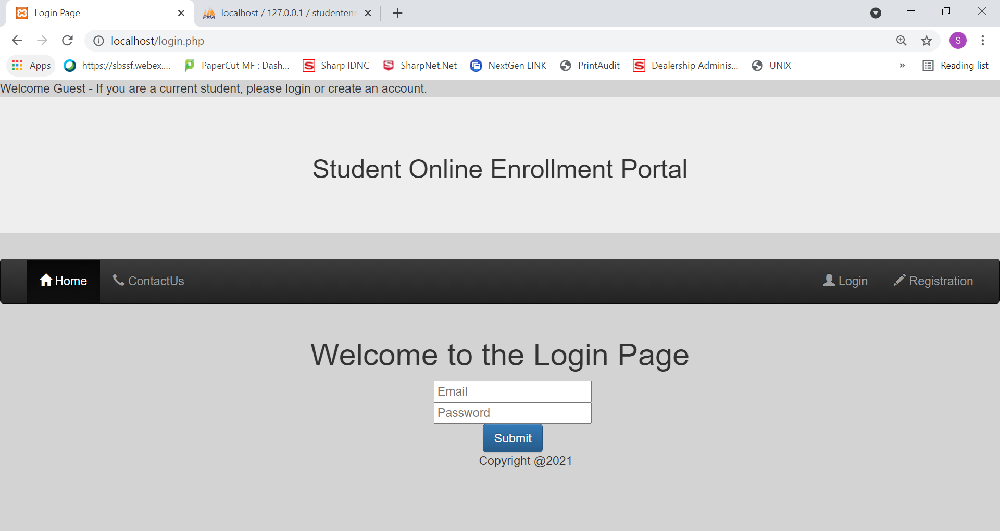 Login Page
PMA localhost / 127.0.0.1 / studentenr
localhost/login.php
S
Apps https://sbssf.webex.... PaperCut MF : Dash... S Sharp IDNC S SharpNet.Net NextGen LINK PrintAudit S Dealership Adminis... UNIX » Reading list
Welcome Guest - If you are a current student, please login or create an account.
Student Online Enrollment Portal
Home ContactUs Login Registration
Welcome to the Login Page
Email
Password
Submit
Copyright @2021